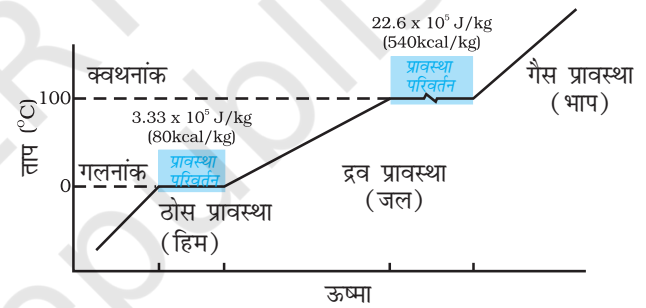 22.6 x 10⁵ J/kg
(540kcal/kg)
प्रावस्था
परिवर्तन
क्वथनांक
गैस प्रावस्था
(भाप)
100
3.33 x 10⁵ J/kg
(80kcal/kg)
ताप (°C)
प्रावस्था
परिवर्तन
गलनांक
0
द्रव प्रावस्था
(जल)
ठोस प्रावस्था
(हिम)
ऊष्मा